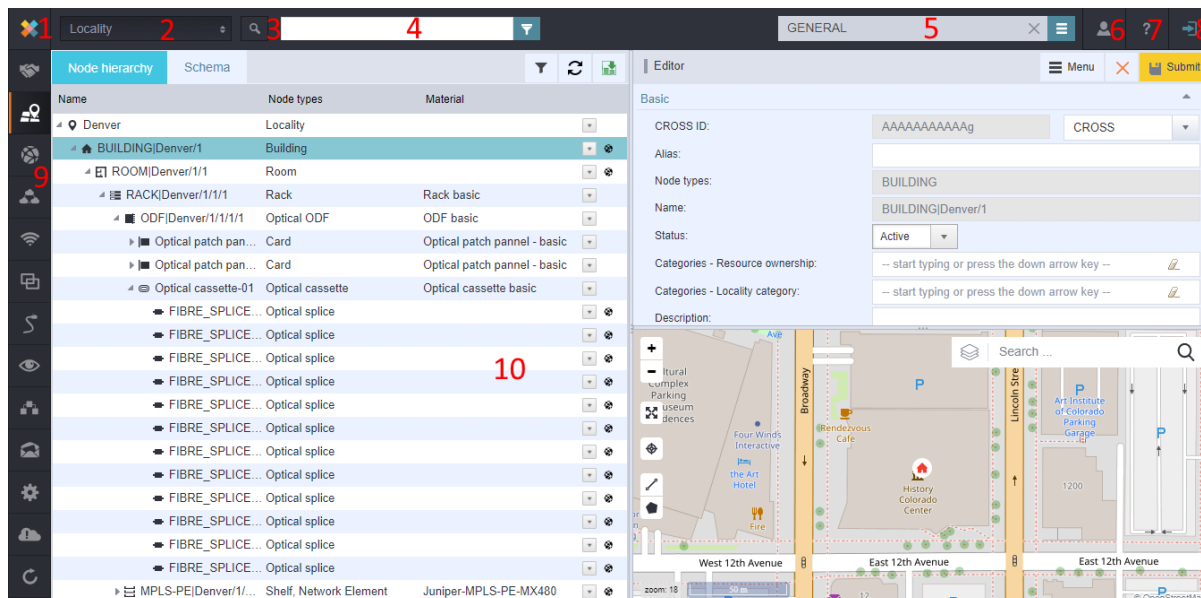 1 Locality 2 3 4 GENERAL 5 6 ? 7 8
Node hierarchy Schema
Editor Menu Submit
Name Node types Material
Basic
Denver Locality
CROSS ID: AAAAAAAAAAAg CROSS
BUILDING|Denver/1 Building
Alias:
9
ROOM|Denver/1/1 Room
Node types: BUILDING
RACK|Denver/1/1/1 Rack Rack basic
Name: BUILDING|Denver/1
ODF|Denver/1/1/1/1 Optical ODF ODF basic
Status: Active
Optical patch pan... Card Optical patch pannel - basic
Optical patch pan... Card Optical patch pannel - basic
Categories - Resource ownership: -- start typing or press the down arrow key --
Optical cassette-01 Optical cassette Optical cassette basic
Categories - Locality category: -- start typing or press the down arrow key --
FIBRE_SPLICE... Optical splice
Description:
FIBRE_SPLICE... Optical splice
FIBRE_SPLICE... Optical splice
10
FIBRE_SPLICE... Optical splice
FIBRE_SPLICE... Optical splice
FIBRE_SPLICE... Optical splice
FIBRE_SPLICE... Optical splice
FIBRE_SPLICE... Optical splice
FIBRE_SPLICE... Optical splice
FIBRE_SPLICE... Optical splice
FIBRE_SPLICE... Optical splice
FIBRE_SPLICE... Optical splice
MPLS-PE|Denver/1/... Shelf, Network Element Juniper-MPLS-PE-MX480
+
Ave
Search ...
−
Complex
Parking
Broadway
Lincoln Stre
P
P
Art Institute
of Colorado
Parking
Garage
P
Rendezvous
Cafe
Four Winds
Interactive
the Art
Hotel
History
Colorado
Center
1200
Fire
West 12th Avenue
East 12th Avenue
East 12th Avenue
zoom: 18
50 m
12
© OpenStreetMa